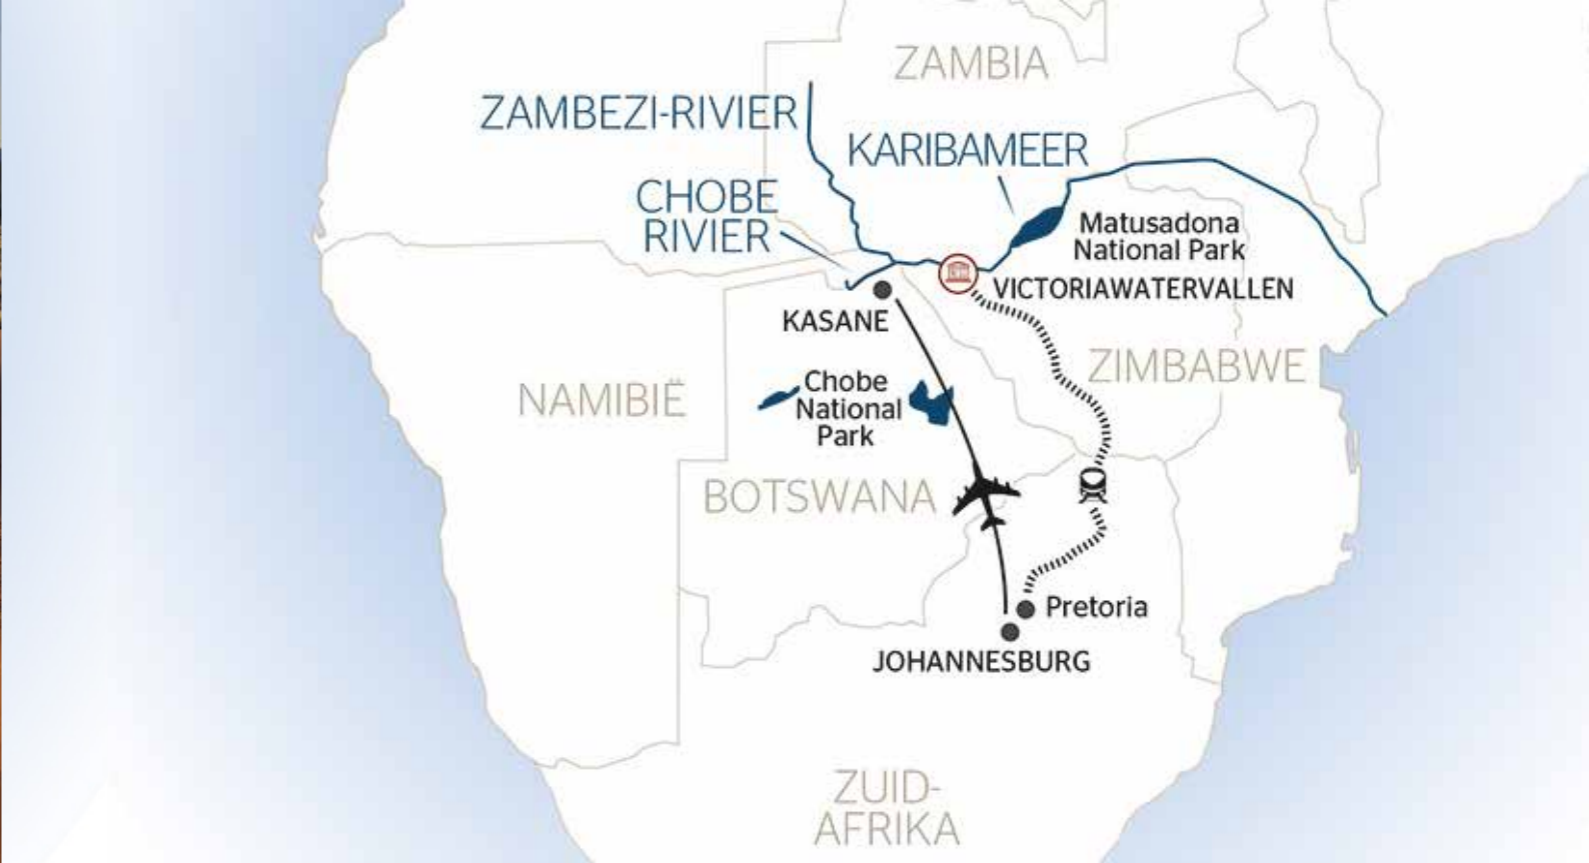 ZAMBIA
ZAMBEZI-RIVIER
KARIBAMEER
CHOBE
RIVIER
Matusadona
National Park
VICTORIAWATERVALLEN
KASANE
ZIMBABWE
NAMIBIË
Chobe
National
Park
BOTSWANA
Pretoria
JOHANNESBURG
ZUID-
AFRIKA